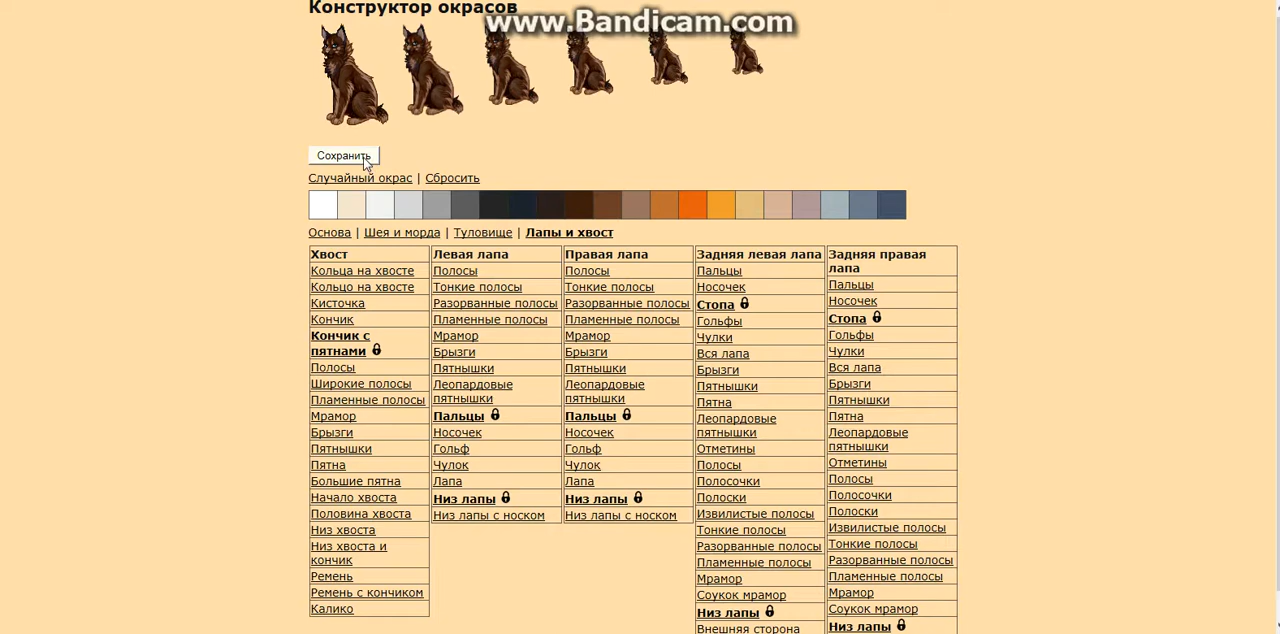 Конструктор окрасов
www.Bandicam.com
Сохранить
Случайный окрас | Сбросить
Основа | Шея и морда | Туловище | Лапы и хвост
Хвост
Кольца на хвосте
Кольцо на хвосте
Кисточка
Кончик
Кончик с
пятнами
Полосы
Широкие полосы
Пламенные полосы
Мрамор
Брызги
Пятнышки
Пятна
Большие пятна
Начало хвоста
Половина хвоста
Низ хвоста
Низ хвоста и
кончик
Ремень
Ремень с кончиком
Калико
Левая лапа
Полосы
Тонкие полосы
Разорванные полосы
Пламенные полосы
Мрамор
Брызги
Пятнышки
Леопардовые
пятнышки
Пальцы
Носочек
Гольф
Чулок
Лапа
Низ лапы
Низ лапы с носком
Правая лапа
Полосы
Тонкие полосы
Разорванные полосы
Пламенные полосы
Мрамор
Брызги
Пятнышки
Леопардовые
пятнышки
Пальцы
Носочек
Гольф
Чулок
Лапа
Низ лапы
Низ лапы с носком
Задняя левая лапа
Пальцы
Носочек
Стопа
Гольфы
Чулки
Вся лапа
Брызги
Пятнышки
Пятна
Леопардовые
пятнышки
Отметины
Полосы
Полосочки
Полоски
Извилистые полосы
Тонкие полосы
Разорванные полосы
Пламенные полосы
Мрамор
Соукок мрамор
Низ лапы
Внешняя сторона
Задняя правая
лапа
Пальцы
Носочек
Стопа
Гольфы
Чулки
Вся лапа
Брызги
Пятнышки
Пятна
Леопардовые
пятнышки
Отметины
Полосы
Полосочки
Полоски
Извилистые полосы
Тонкие полосы
Разорванные полосы
Пламенные полосы
Мрамор
Соукок мрамор
Низ лапы